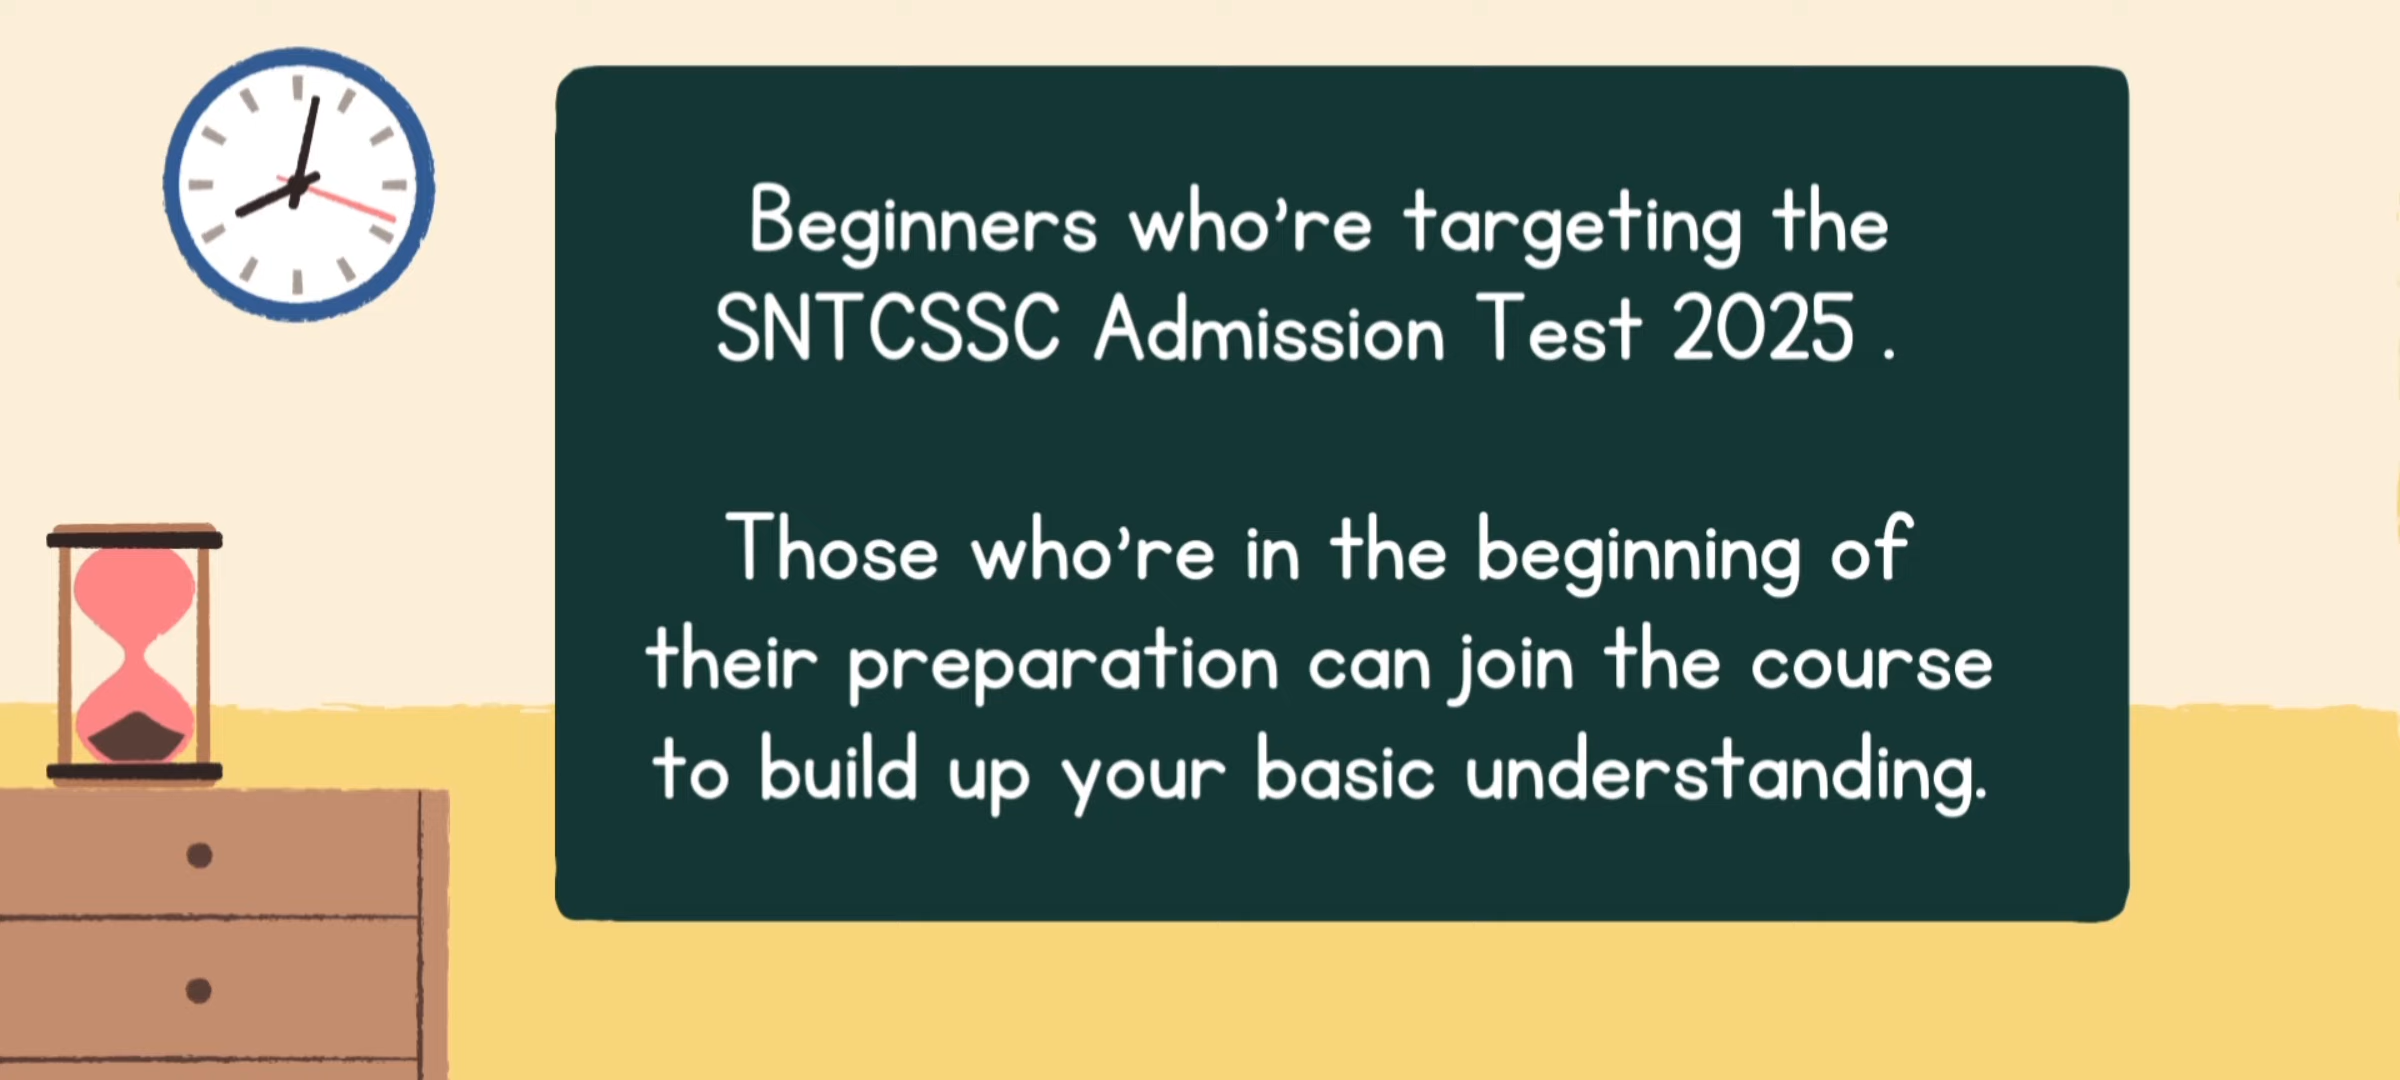 Beginners who're targeting the
SNTCSSC Admission Test 2025 .
Those who're in the beginning of
their preparation can join the course
to build up your basic understanding.